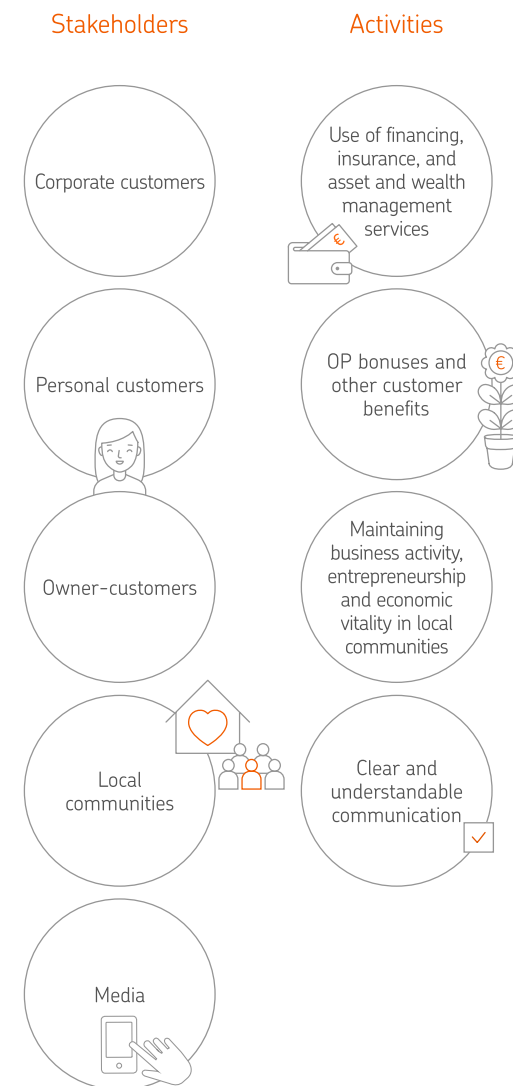 Stakeholders
Corporate customers
Personal customers
Owner-customers
Local
communities
Media
Activities
Use of financing,
insurance, and
asset and wealth
management
services
€
OP bonuses and
other customer
benefits
€
Maintaining
business activity,
entrepreneurship
and economic
vitality in local
communities
Clear and
understandable
communication